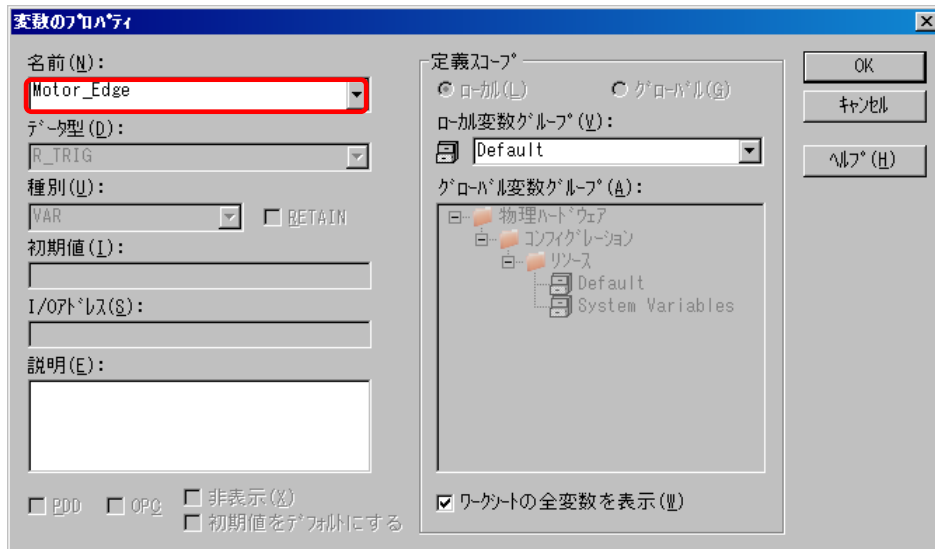 変数のﾌﾟﾛﾊﾟﾃｨ
名前(N):
Motor_Edge
ﾃﾞｰﾀ型(D):
R_TRIG
種別(U):
VAR
RETAIN
初期値(I):
I/Oｱﾄﾞﾚｽ(S):
説明(E):
PDD
OPC
非表示(X)
初期値をﾃﾞﾌｫﾙﾄにする
定義ｽｺｰﾌﾟ
ﾛｰｶﾙ(L)
ｸﾞﾛｰﾊﾞﾙ(G)
ﾛｰｶﾙ変数ｸﾞﾙｰﾌﾟ(V):
Default
ｸﾞﾛｰﾊﾞﾙ変数ｸﾞﾙｰﾌﾟ(A):
物理ﾊｰﾄﾞｳｪｱ
ｺﾝﾌｨｸﾞﾚｰｼｮﾝ
ﾘｿｰｽ
Default
System Variables
ﾜｰｸｼｰﾄの全変数を表示(W)
OK
ｷｬﾝｾﾙ
ﾍﾙﾌﾟ(H)